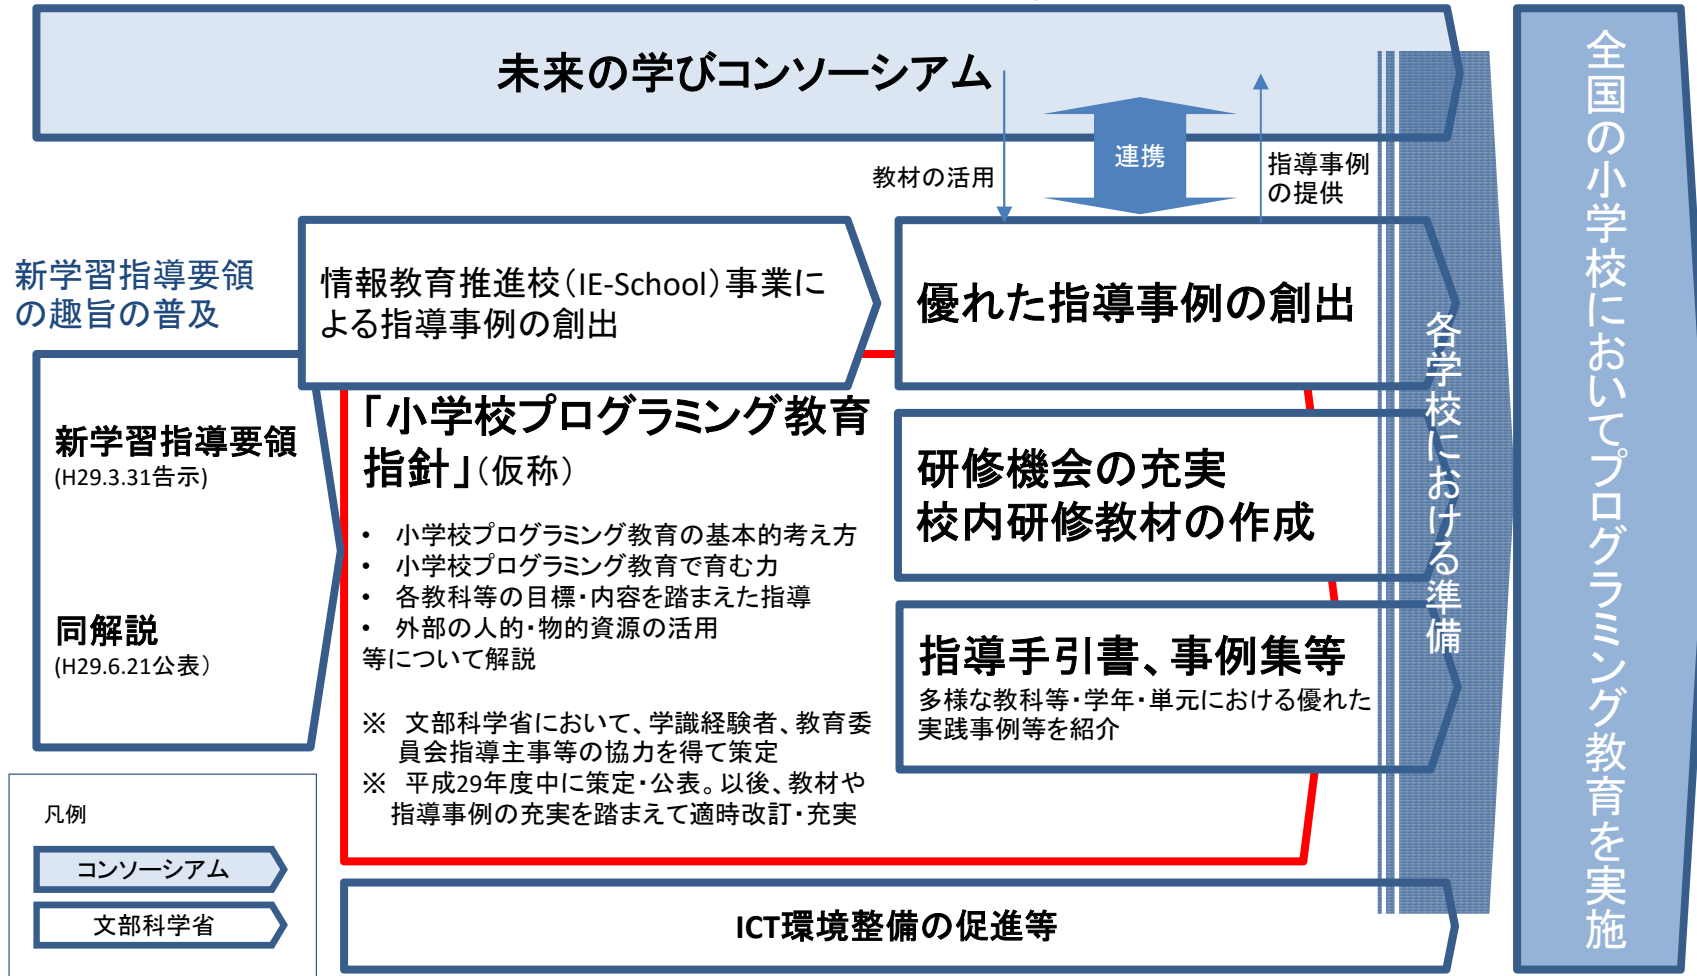 未来の学びコンソーシアム
教材の活用
連携
指導事例
の提供
新学習指導要領
の趣旨の普及
情報教育推進校(IE-School)事業に
よる指導事例の創出
優れた指導事例の創出
新学習指導要領
(H29.3.31告示)
同解説
(H29.6.21公表)
「小学校プログラミング教育
指針」(仮称)
• 小学校プログラミング教育の基本的考え方
• 小学校プログラミング教育で育む力
• 各教科等の目標・内容を踏まえた指導
• 外部の人的・物的資源の活用
等について解説
※ 文部科学省において、学識経験者、教育委
員会指導主事等の協力を得て策定
※ 平成29年度中に策定・公表。以後、教材や
指導事例の充実を踏まえて適時改訂・充実
研修機会の充実
校内研修教材の作成
指導手引書、事例集等
多様な教科等・学年・単元における優れた
実践事例等を紹介
ICT環境整備の促進等
各学校における準備
全国の小学校においてプログラミング教育を実施
凡例
コンソーシアム
文部科学省